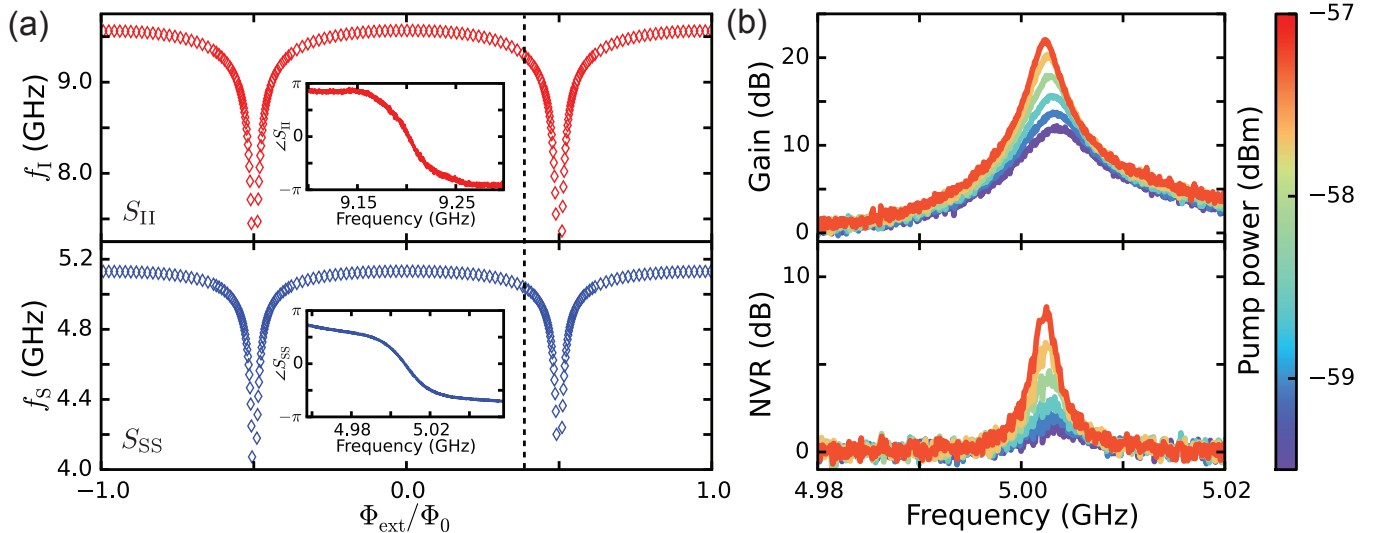 (a)
f_I (GHz)
9.0
8.0
S_II
∠S_II
π
0
−π
9.15 9.25
Frequency (GHz)
f_S (GHz)
5.2
4.8
4.4
4.0
S_SS
∠S_SS
π
0
−π
4.98 5.02
Frequency (GHz)
−1.0 0.0 1.0
Φ_ext/Φ_0
(b)
Gain (dB)
20
10
0
NVR (dB)
10
0
4.98 5.00 5.02
Frequency (GHz)
Pump power (dBm)
−57
−58
−59